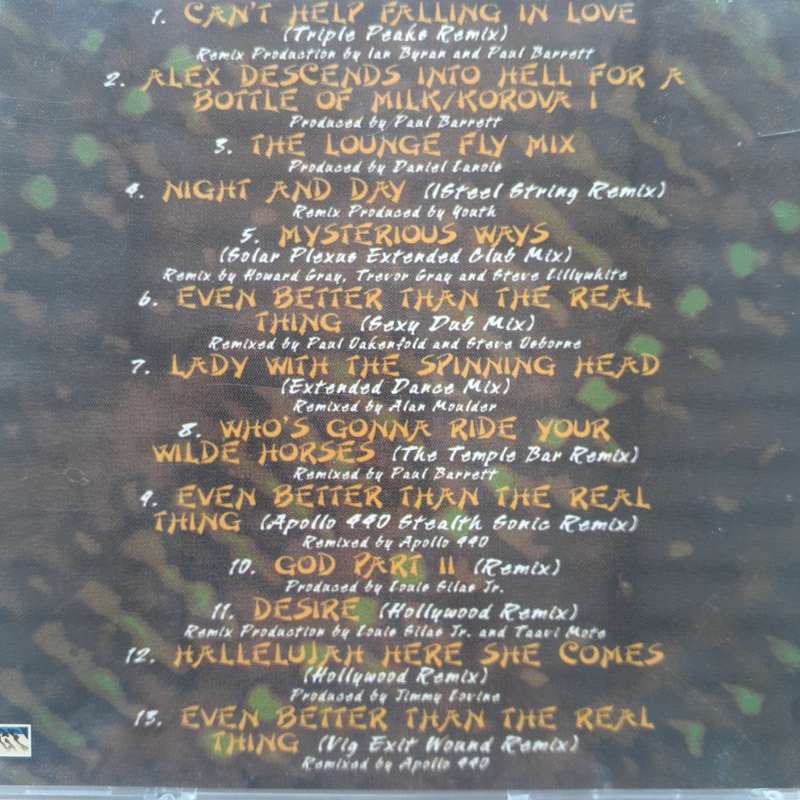 1. CAN'T HELP FALLING IN LOVE
(Triple Peaks Remix)
Remix Production by Ian Byran and Paul Barrett
2. ALEX DESCENDS INTO HELL FOR A
BOTTLE OF MILK/KOROVA I
Produced by Paul Barrett
3. THE LOUNGE FLY MIX
Produced by Daniel Lanois
4. NIGHT AND DAY (ISteel String Remix)
Remix Produced by Youth
5. MYSTERIOUS WAYS
(Solar Plexus Extended Club Mix)
Remix by Howard Gray, Trevor Gray and Steve Lillywhite
6. EVEN BETTER THAN THE REAL
THING (Sexy Dub Mix)
Remixed by Paul Oakenfold and Steve Osborne
7. LADY WITH THE SPINNING HEAD
(Extended Dance Mix)
Remixed by Alan Moulder
8. WHO'S GONNA RIDE YOUR
WILDE HORSES (The Temple Bar Remix)
Remixed by Paul Barrett
9. EVEN BETTER THAN THE REAL
THING (Apollo 440 Stealth Sonic Remix)
Remixed by Apollo 440
10. GOD PART II (Remix)
Produced by Louis Silas Jr.
11. DESIRE (Hollywood Remix)
Remix Production by Louis Silas Jr. and Taavi Mote
12. HALLELUJAH HERE SHE COMES
(Hollywood Remix)
Produced by Jimmy Lovine
13. EVEN BETTER THAN THE REAL
THING (Vig Exit Wound Remix)
Remixed by Apollo 440